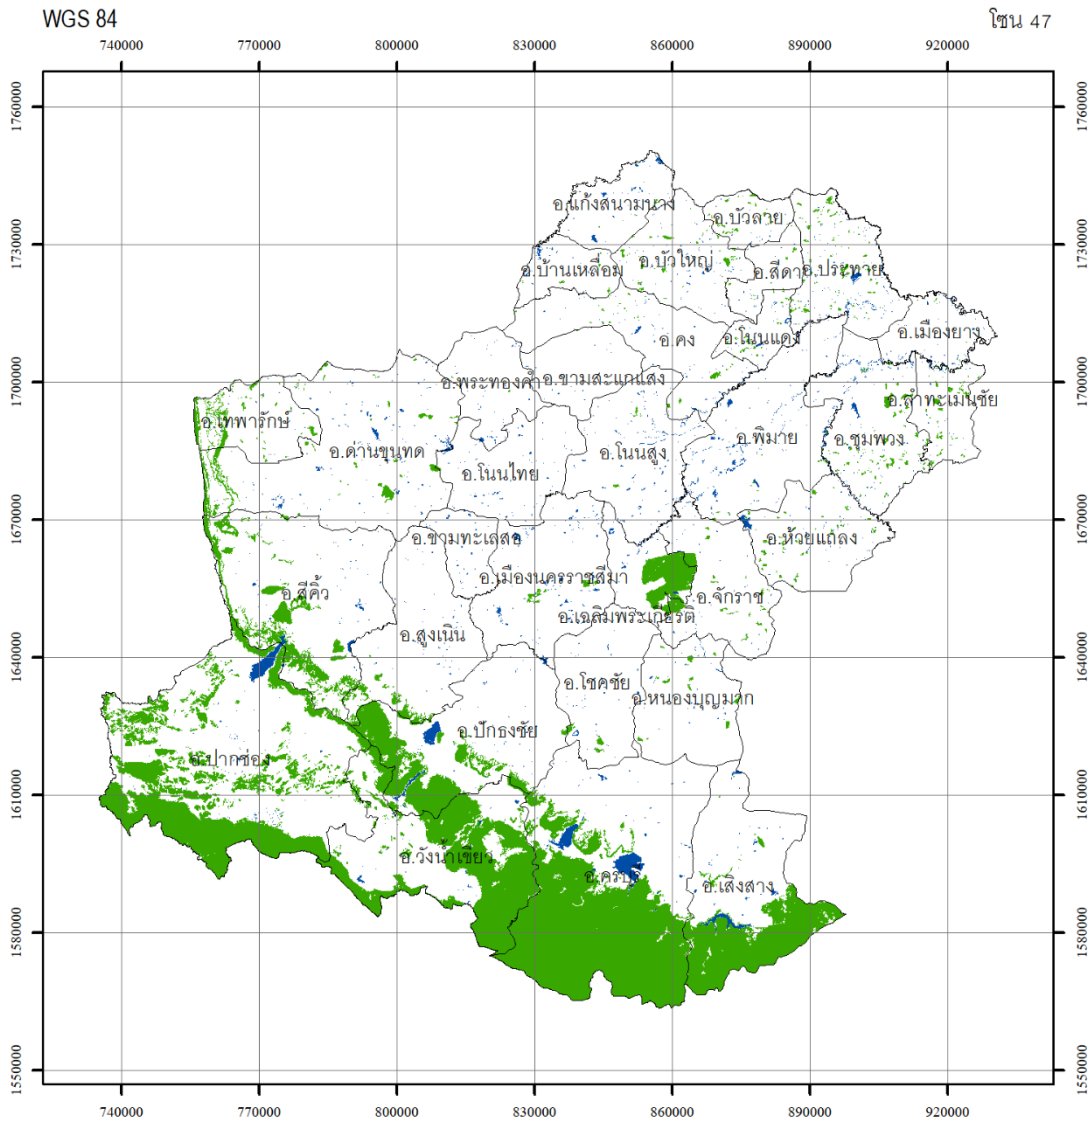 WGS 84
โซน 47
740000 770000 800000 830000 860000 890000 920000
1760000 1760000
อ.แก้งสนามนาง
อ.บัวลาย
1730000 1730000
อ.บ้านเหลื่อม อ.บัวใหญ่ อ.สีดา อ.ประทาย
อ.คง อ.โนนแดง อ.เมืองยาง
1700000 1700000
อ.พระทองคำ อ.ขามสะแกแสง
อ.ลำทะเมนชัย
อ.เทพารักษ์
อ.ด่านขุนทด อ.โนนสูง อ.พิมาย อ.ชุมพวง
อ.โนนไทย
1670000 1670000
อ.ขามทะเลสอ อ.ห้วยแถลง
อ.เมืองนครราชสีมา
อ.สีคิ้ว อ.จักราช
อ.เฉลิมพระเกียรติ
อ.สูงเนิน
1640000 1640000
อ.โชคชัย
อ.หนองบุญมาก
อ.ปักธงชัย
อ.ปากช่อง
1610000 1610000
อ.วังน้ำเขียว
อ.ครบุรี อ.เสิงสาง
1580000 1580000
1550000 1550000
740000 770000 800000 830000 860000 890000 920000